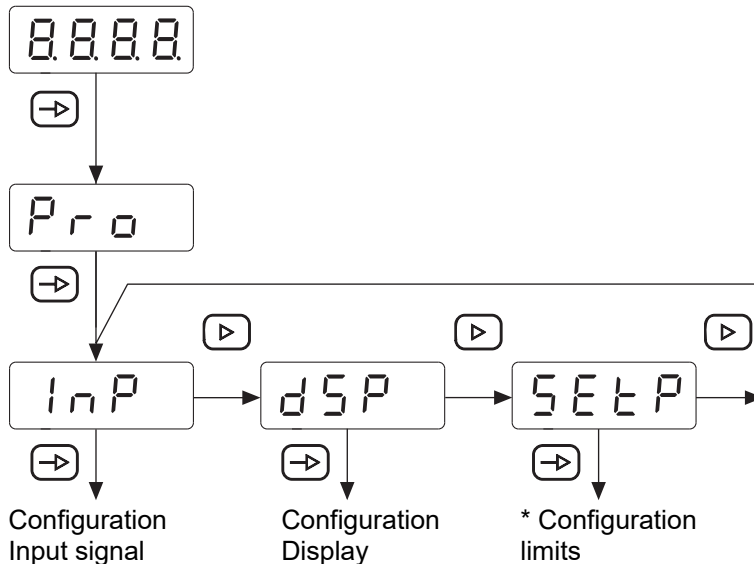 8.8.8.8.
Pro
InP
dSP
SEtP
Configuration
Input signal
Configuration
Display
* Configuration
limits